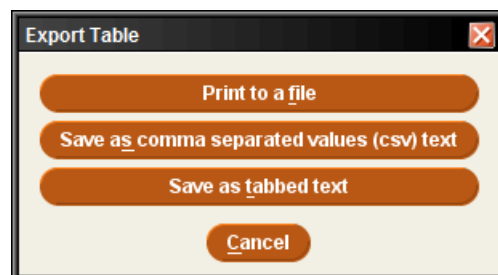 Export Table
Print to a file
Save as comma separated values (csv) text
Save as tabbed text
Cancel